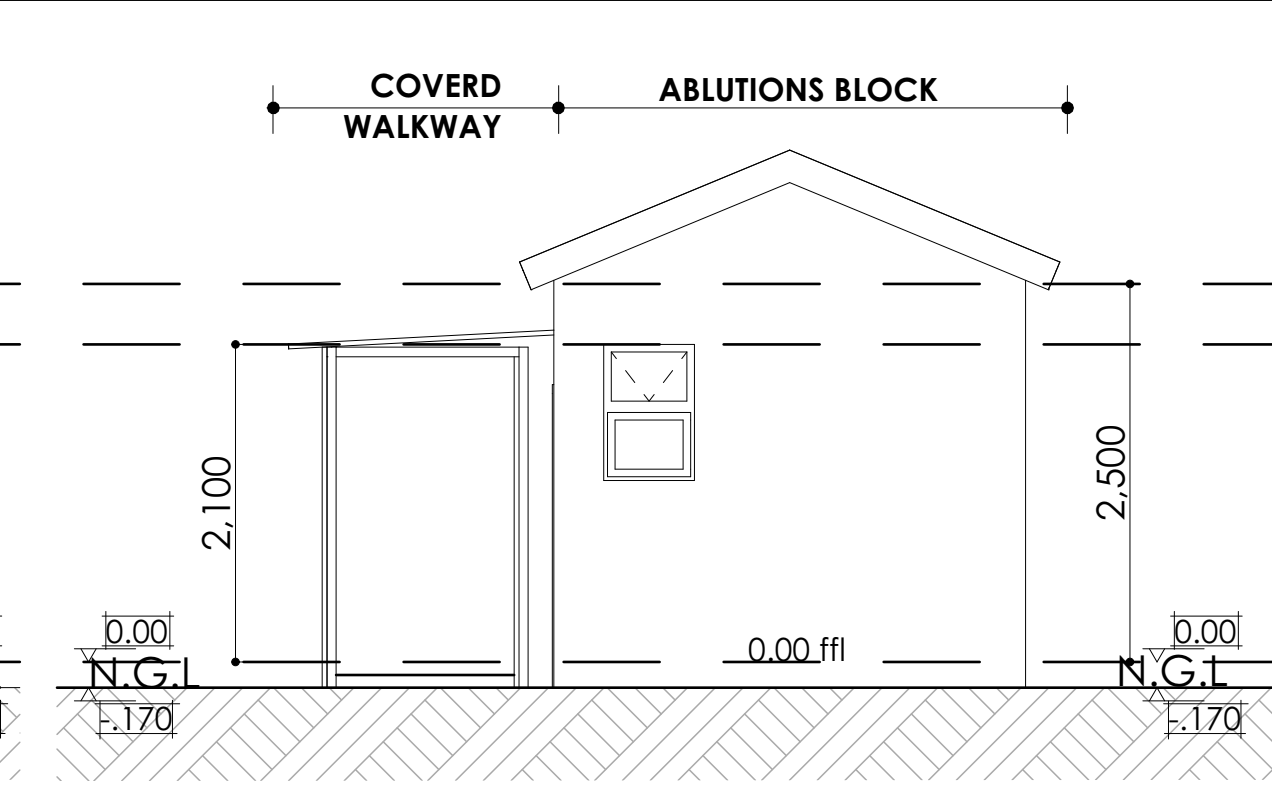 COVERD
WALKWAY
ABLUTIONS BLOCK
2,100
2,500
0.00
N.G.L
-.170
0.00 ffl
0.00
N.G.L
-.170